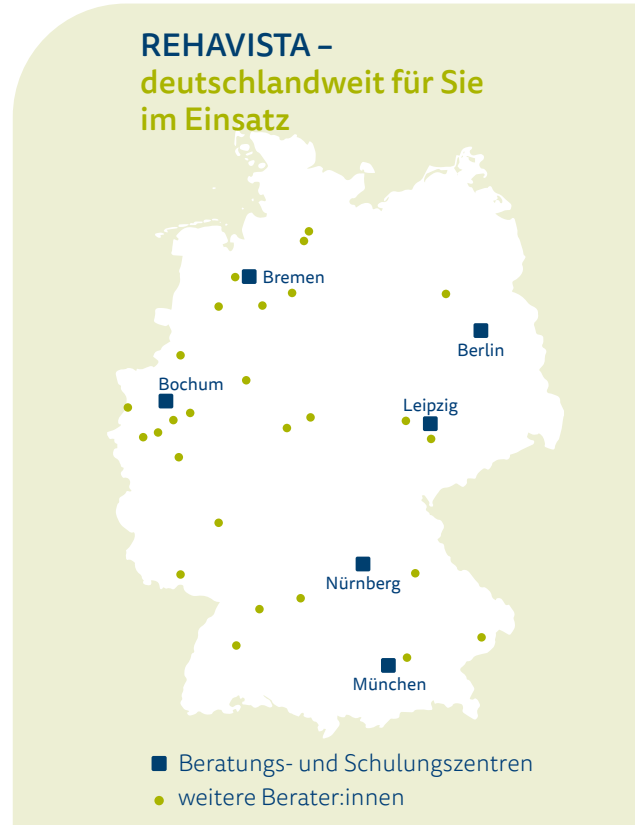 REHAVISTA –
deutschlandweit für Sie
im Einsatz
Bremen
Berlin
Bochum
Leipzig
Nürnberg
München
Beratungs- und Schulungszentren
weitere Berater:innen